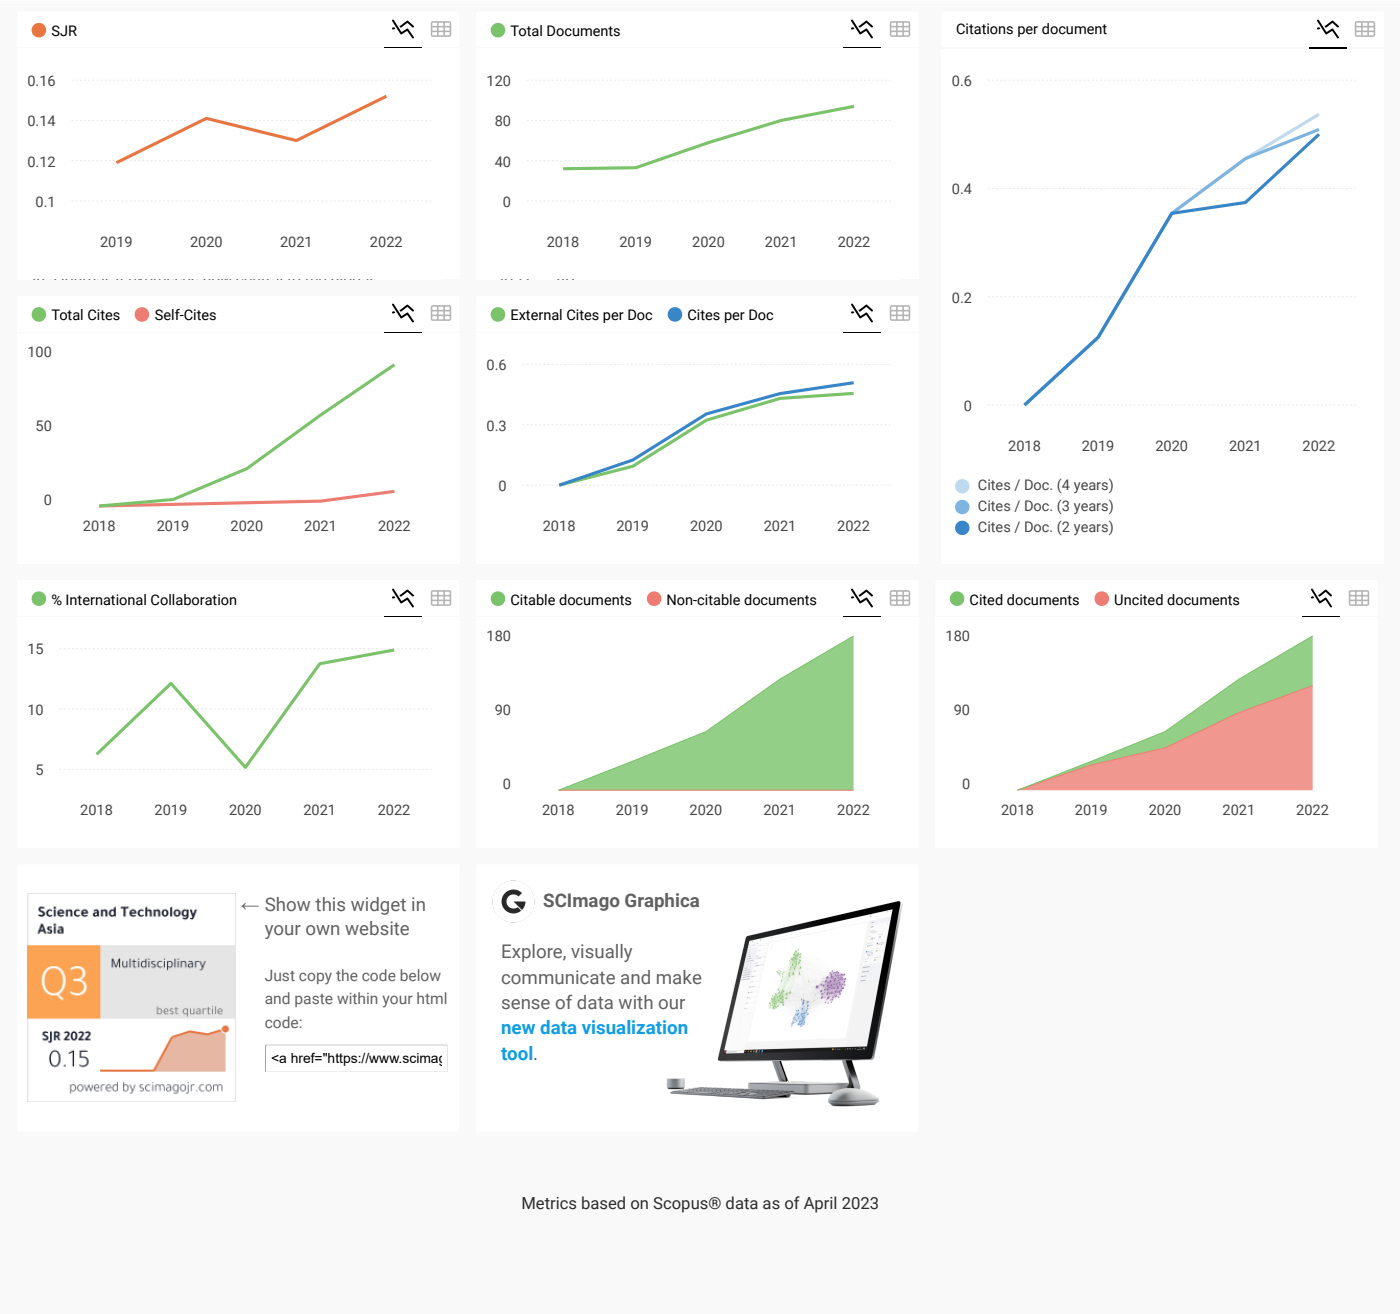 SJR
0.16
0.14
0.12
0.1
2019 2020 2021 2022
Total Documents
120
80
40
0
2018 2019 2020 2021 2022
Citations per document
0.6
0.4
0.2
0
2018 2019 2020 2021 2022
Cites / Doc. (4 years)
Cites / Doc. (3 years)
Cites / Doc. (2 years)
Total Cites Self-Cites
100
50
0
2018 2019 2020 2021 2022
External Cites per Doc Cites per Doc
0.6
0.3
0
2018 2019 2020 2021 2022
% International Collaboration
15
10
5
2018 2019 2020 2021 2022
Citable documents Non-citable documents
180
90
0
2018 2019 2020 2021 2022
Cited documents Uncited documents
180
90
0
2018 2019 2020 2021 2022
Science and Technology
Asia
Q3
Multidisciplinary
best quartile
SJR 2022
0.15
powered by scimagojr.com
← Show this widget in
your own website
Just copy the code below
and paste within your html
code:
<a href="https://www.scimag
G SCImago Graphica
Explore, visually
communicate and make
sense of data with our
new data visualization
tool.
Metrics based on Scopus® data as of April 2023